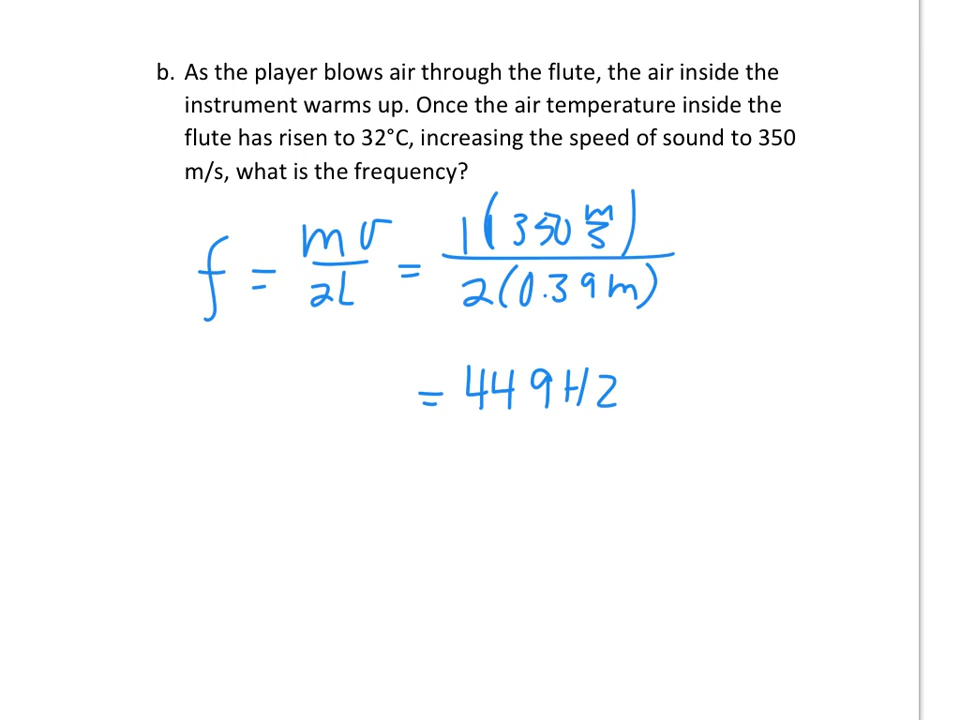 b. As the player blows air through the flute, the air inside the
instrument warms up. Once the air temperature inside the
flute has risen to 32°C, increasing the speed of sound to 350
m/s, what is the frequency?
f = mv/2L = 1(350 m/s)/2(0.39m)
= 449Hz